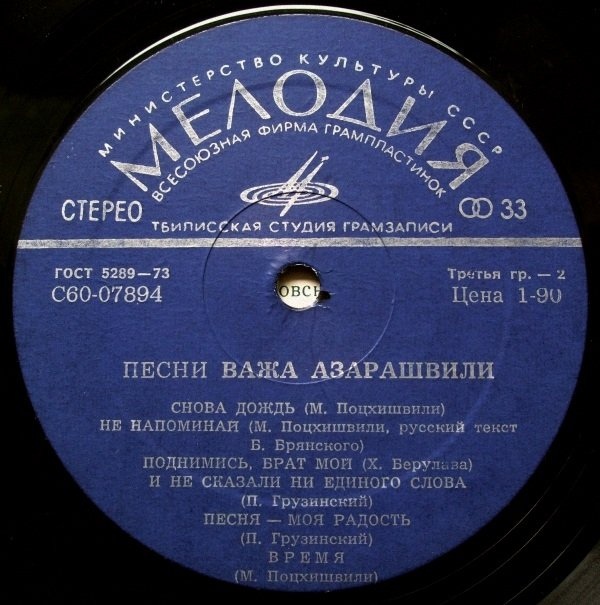 МИНИСТЕРСТВО КУЛЬТУРЫ СССР
МЕЛОДИЯ
ВСЕСОЮЗНАЯ ФИРМА ГРАМПЛАСТИНОК
СТЕРЕО
33
ТБИЛИССКАЯ СТУДИЯ ГРАМЗАПИСИ
ГОСТ 5289—73
Третья гр. — 2
С60-07894
Цена 1-90
ОВСК
ПЕСНИ ВАЖА АЗАРАШВИЛИ
СНОВА ДОЖДЬ (М. Поцхишвили)
НЕ НАПОМИНАЙ (М. Поцхишвили, русский текст
Б. Брянского)
ПОДНИМИСЬ, БРАТ МОЙ (Х. Берулава)
И НЕ СКАЗАЛИ НИ ЕДИНОГО СЛОВА
(П. Грузинский)
ПЕСНЯ — МОЯ РАДОСТЬ
(П. Грузинский)
ВРЕМЯ
(М. Поцхишвили)